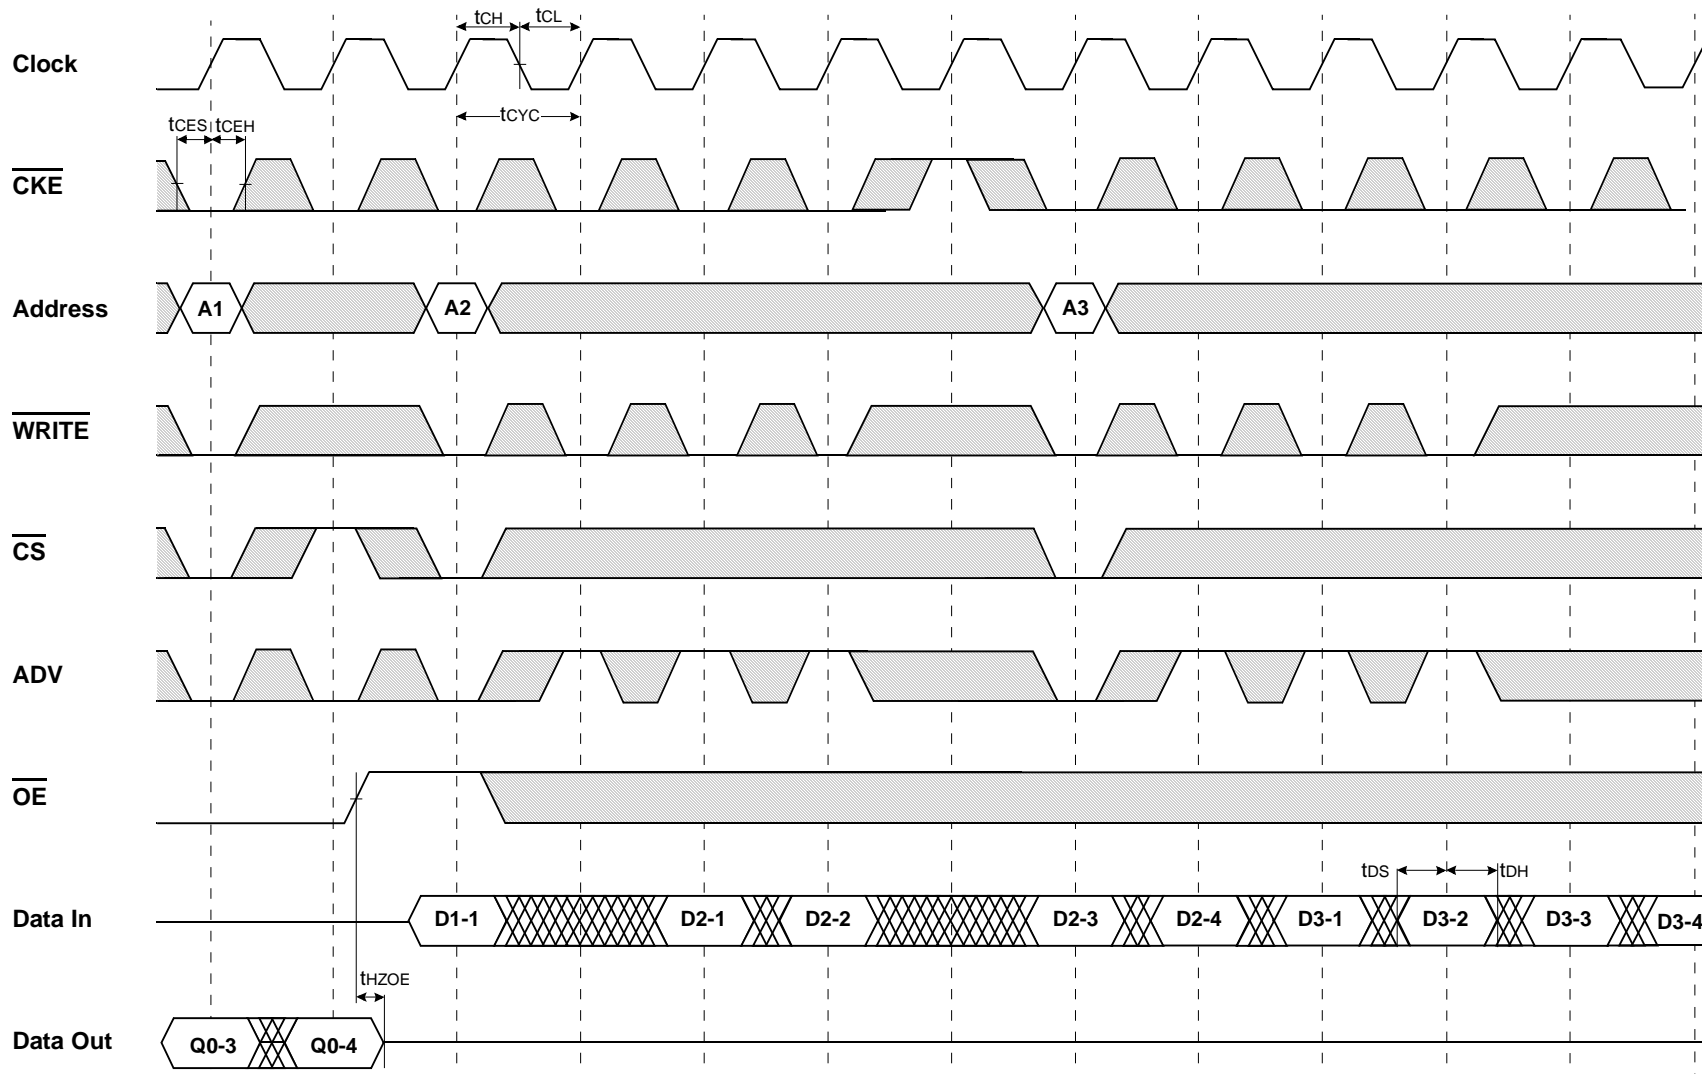 tCH tCL
Clock
tCYC
tCES tCEH
CKE
Address A1 A2 A3
WRITE
CS
ADV
OE
tDS tDH
Data In D1-1 D2-1 D2-2 D2-3 D2-4 D3-1 D3-2 D3-3 D3-4
tHZOE
Data Out Q0-3 Q0-4